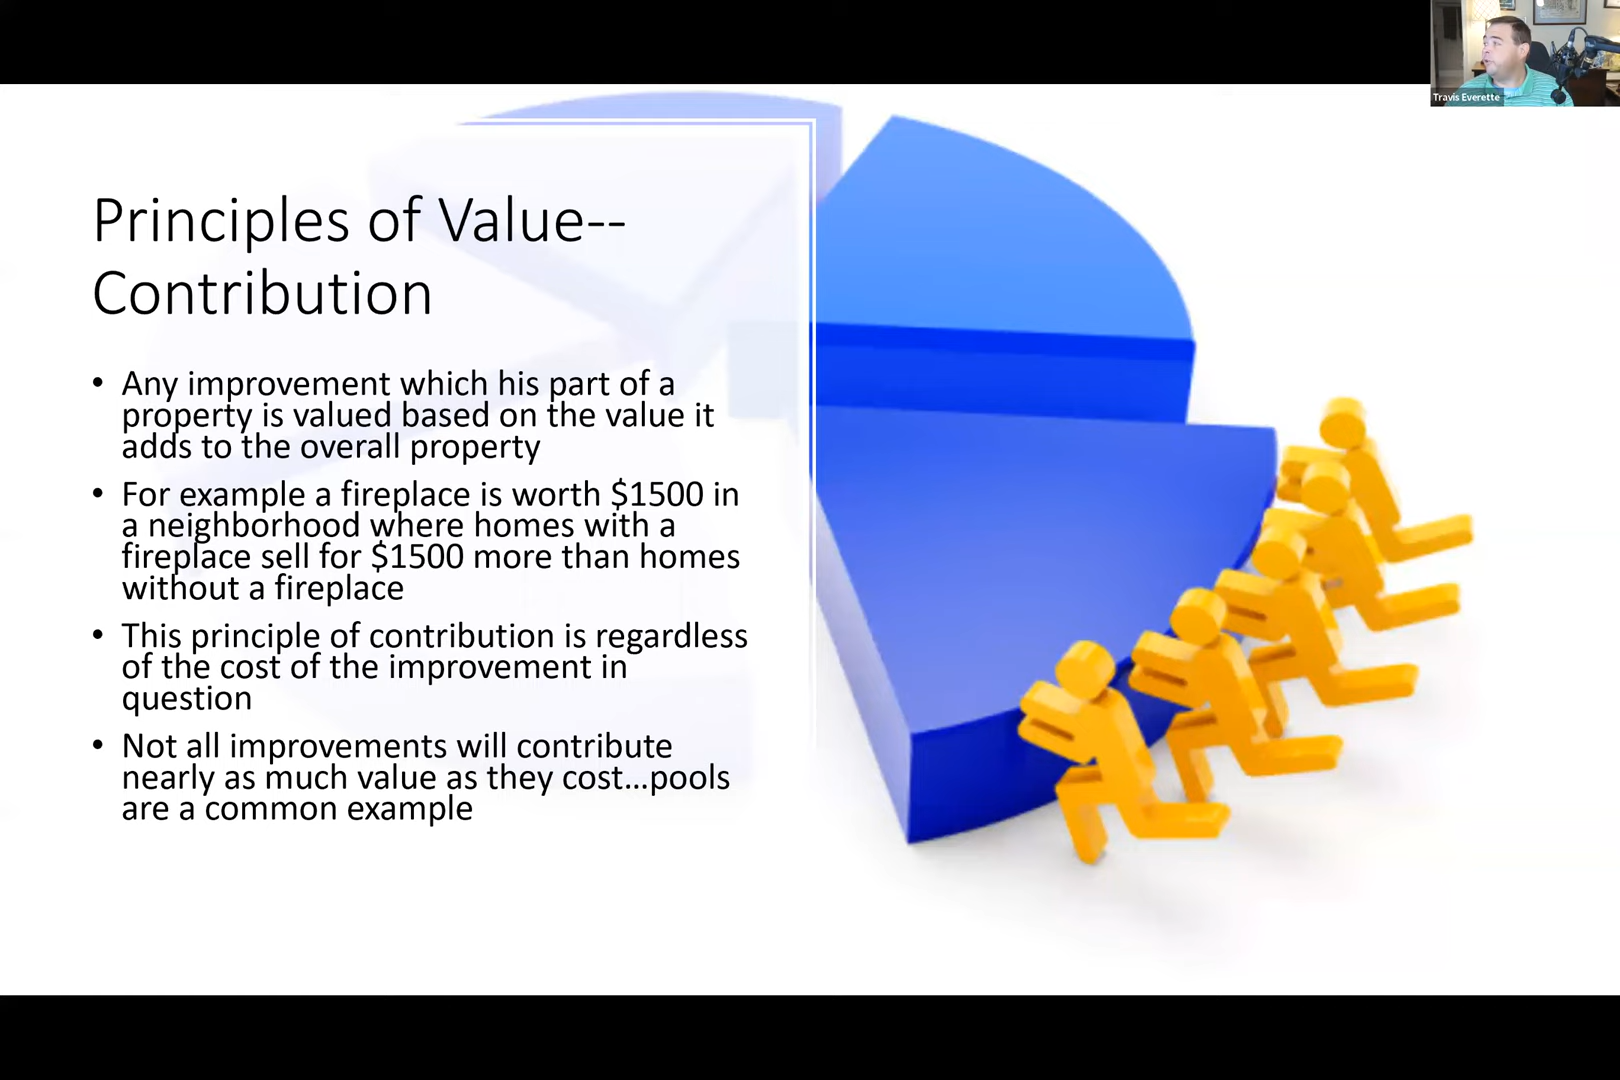 Travis Everette
Principles of Value--
Contribution
• Any improvement which his part of a
property is valued based on the value it
adds to the overall property
• For example a fireplace is worth $1500 in
a neighborhood where homes with a
fireplace sell for $1500 more than homes
without a fireplace
• This principle of contribution is regardless
of the cost of the improvement in
question
• Not all improvements will contribute
nearly as much value as they cost...pools
are a common example